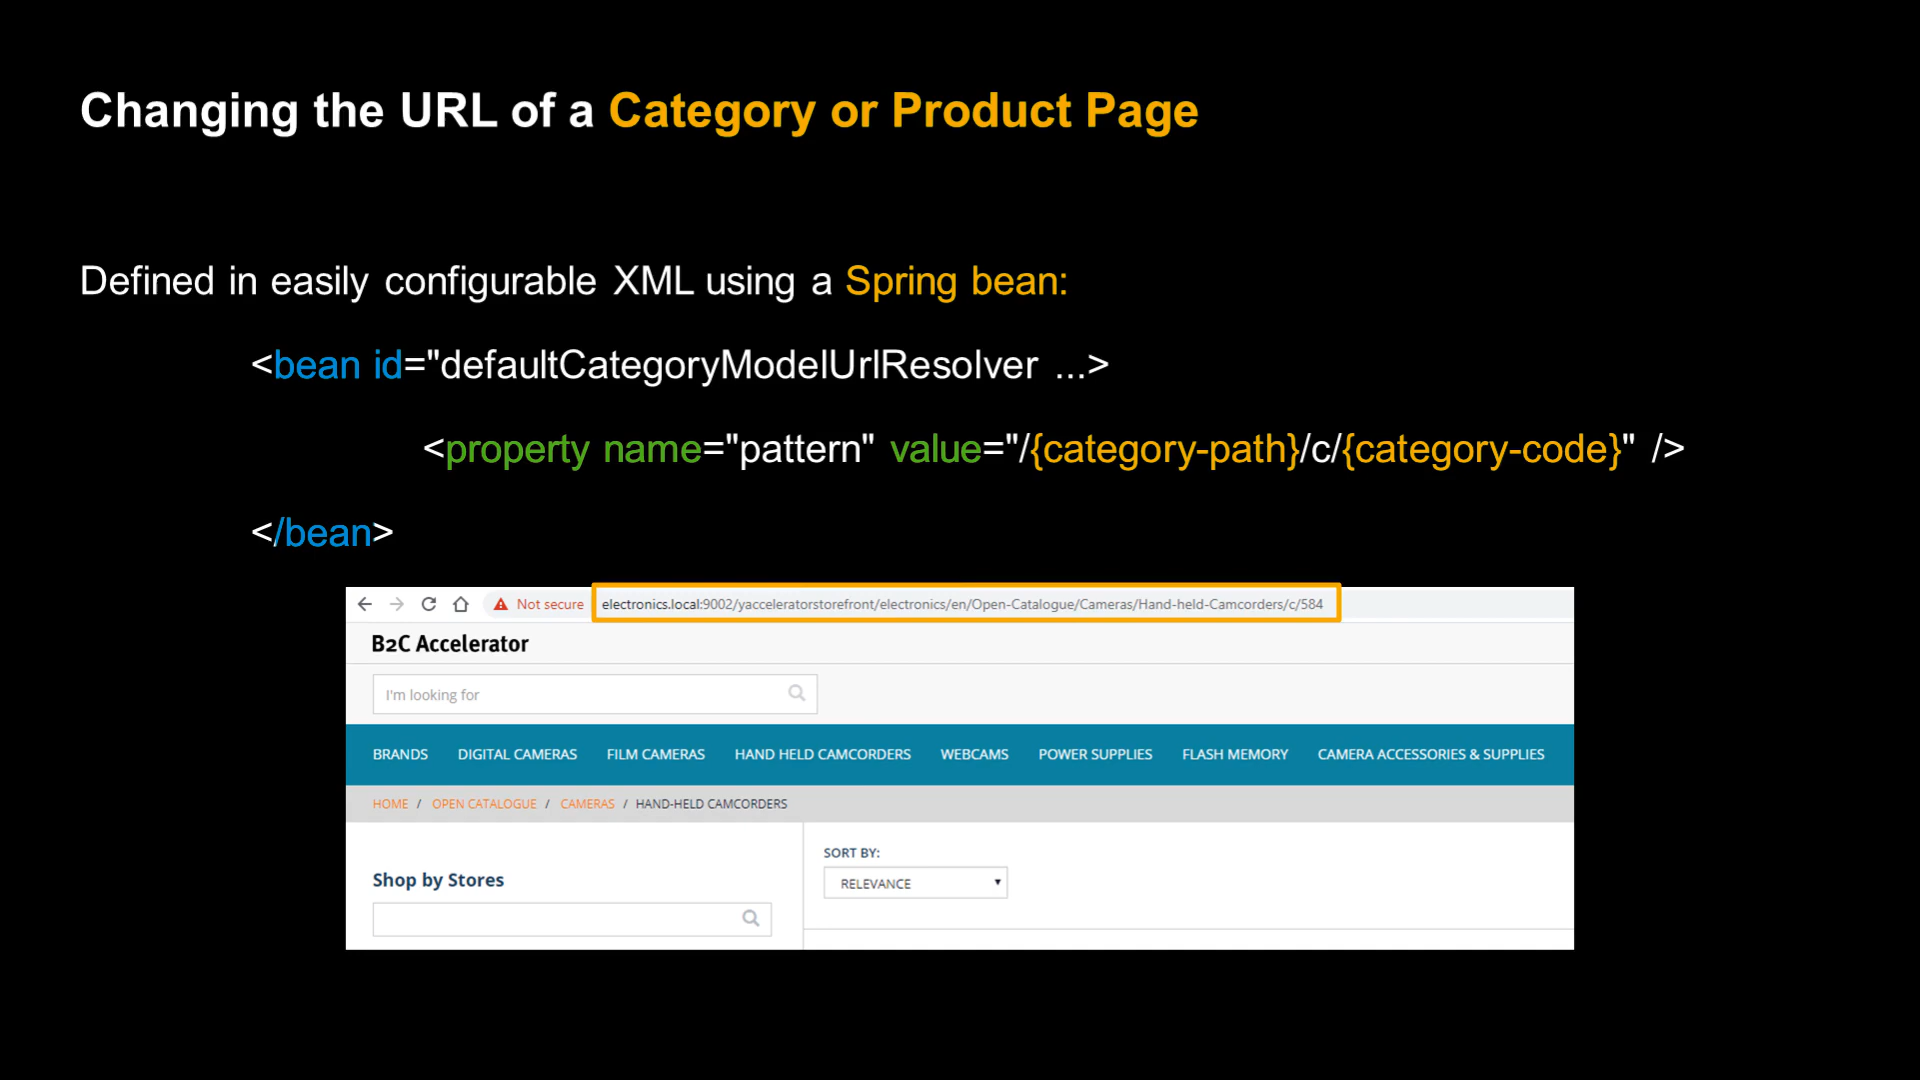 Changing the URL of a Category or Product Page
Defined in easily configurable XML using a Spring bean:
<bean id="defaultCategoryModelUrlResolver ...>
<property name="pattern" value="/{category-path}/c/{category-code}" />
</bean>
Not secure electronics.local:9002/yacceleratorstorefront/electronics/en/Open-Catalogue/Cameras/Hand-held-Camcorders/c/584
B2C Accelerator
I'm looking for
BRANDS DIGITAL CAMERAS FILM CAMERAS HAND HELD CAMCORDERS WEBCAMS POWER SUPPLIES FLASH MEMORY CAMERA ACCESSORIES & SUPPLIES
HOME / OPEN CATALOGUE / CAMERAS / HAND-HELD CAMCORDERS
SORT BY:
Shop by Stores
RELEVANCE